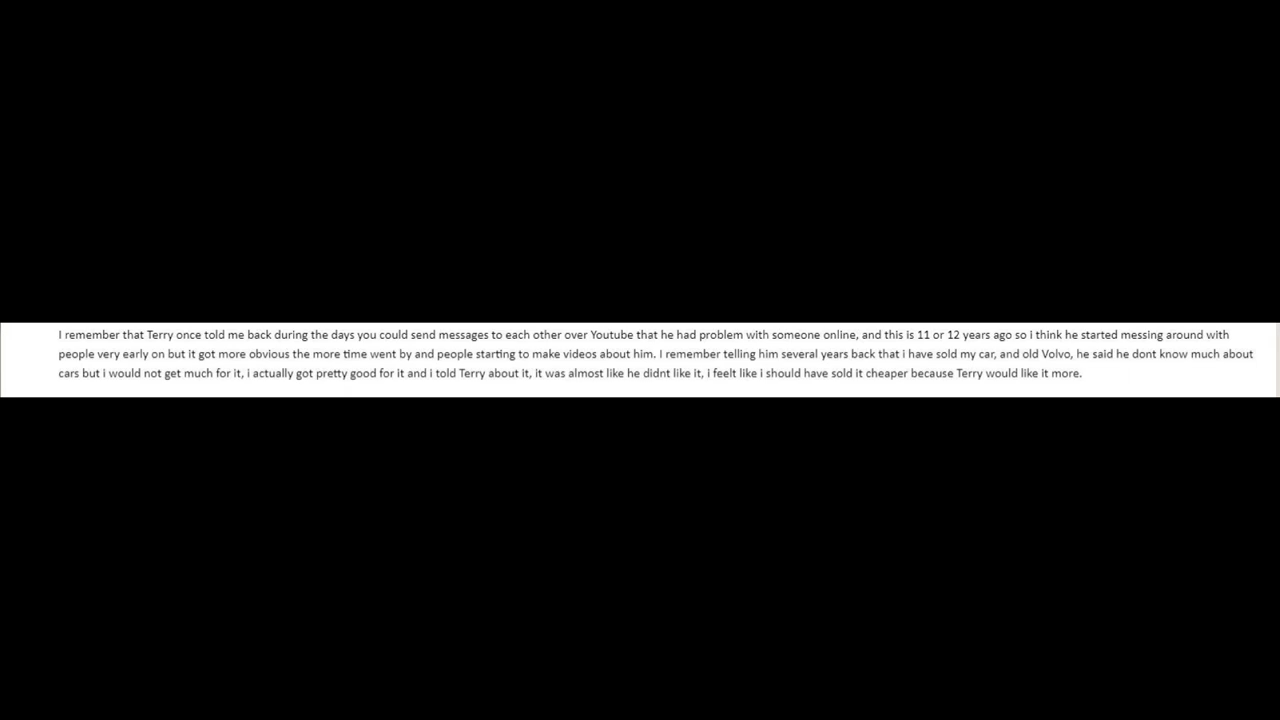 I remember that Terry once told me back during the days you could send messages to each other over Youtube that he had problem with someone online, and this is 11 or 12 years ago so i think he started messing around with
people very early on but it got more obvious the more time went by and people starting to make videos about him. I remember telling him several years back that i have sold my car, and old Volvo, he said he dont know much about
cars but i would not get much for it, i actually got pretty good for it and i told Terry about it, it was almost like he didnt like it, i feelt like i should have sold it cheaper because Terry would like it more.